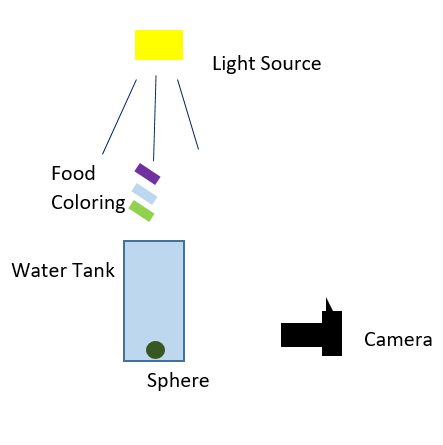 Light Source
Food
Coloring
Water Tank
Camera
Sphere